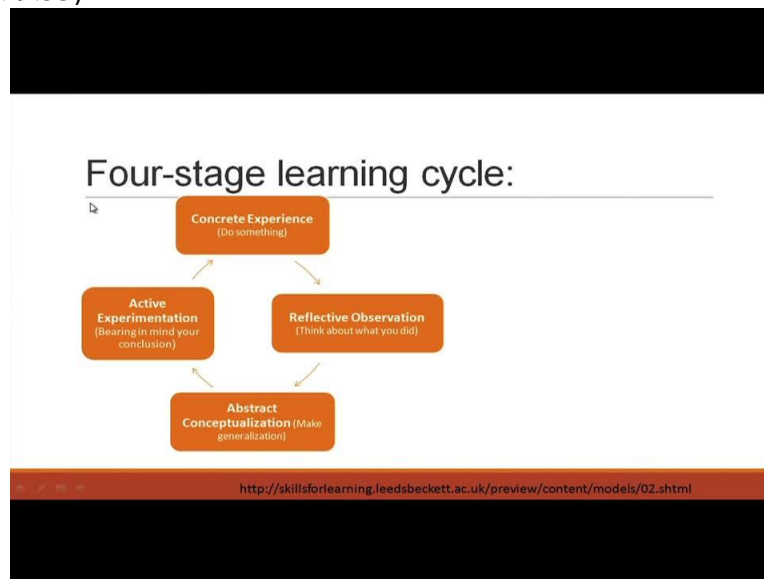 Four-stage learning cycle:
Concrete Experience
(Do something)
Active
Experimentation
(Bearing in mind your
conclusion)
Reflective Observation
(Think about what you did)
Abstract
Conceptualization (Make
generalization)
http://skillsforlearning.leedsbeckett.ac.uk/preview/content/models/02.shtml